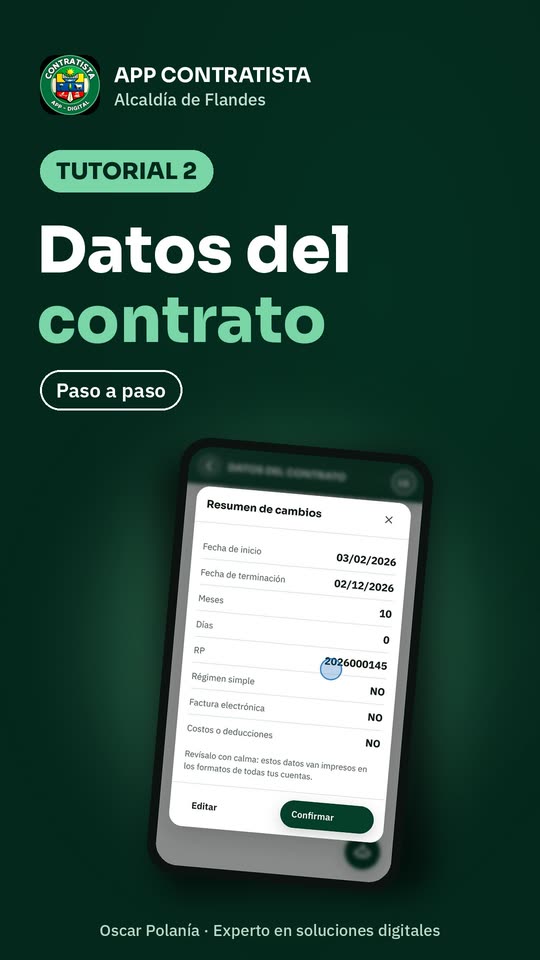 CONTRATISTA
APP - DIGITAL
APP CONTRATISTA
Alcaldía de Flandes
TUTORIAL 2
Datos del
contrato
Paso a paso
DATOS DEL CONTRATO
Resumen de cambios
Fecha de inicio 03/02/2026
Fecha de terminación 02/12/2026
Meses 10
Días 0
RP 2026000145
Régimen simple NO
Factura electrónica NO
Costos o deducciones NO
Revísalo con calma: estos datos van impresos en
los formatos de todas tus cuentas.
Editar Confirmar
Oscar Polanía · Experto en soluciones digitales